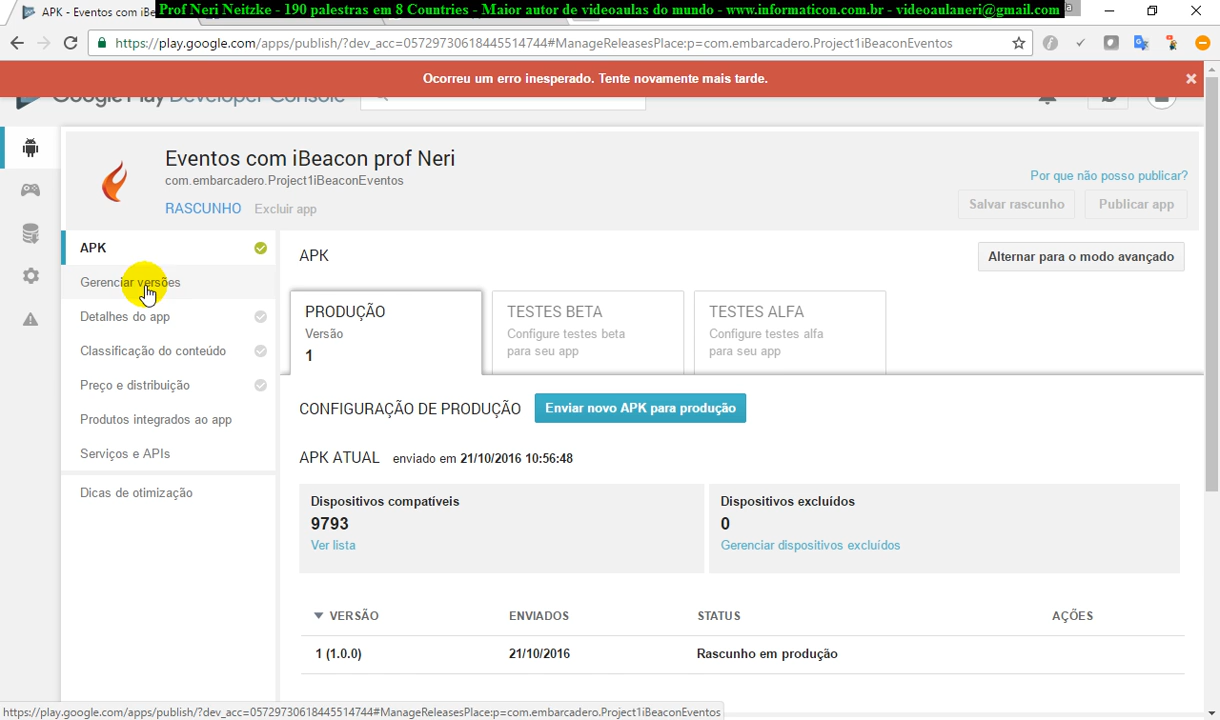 Prof Neri Neitzke - 190 palestras em 8 Countries - Maior autor de videoaulas do mundo - www.informaticon.com.br - videoaulaneri@gmail.com
APK - Eventos com iBe
https://play.google.com/apps/publish/?dev_acc=05729730618445514744#ManageReleasesPlace:p=com.embarcadero.Project1iBeaconEventos
Ocorreu um erro inesperado. Tente novamente mais tarde.
Google Play Developer Console
Eventos com iBeacon prof Neri
com.embarcadero.Project1iBeaconEventos
Por que não posso publicar?
RASCUNHO Excluir app
Salvar rascunho
Publicar app
APK
Gerenciar versões
Detalhes do app
Classificação do conteúdo
Preço e distribuição
Produtos integrados ao app
Serviços e APIs
Dicas de otimização
APK
Alternar para o modo avançado
PRODUÇÃO
Versão
1
TESTES BETA
Configure testes beta
para seu app
TESTES ALFA
Configure testes alfa
para seu app
CONFIGURAÇÃO DE PRODUÇÃO
Enviar novo APK para produção
APK ATUAL enviado em 21/10/2016 10:56:48
Dispositivos compatíveis
9793
Ver lista
Dispositivos excluídos
0
Gerenciar dispositivos excluídos
VERSÃO ENVIADOS STATUS AÇÕES
1 (1.0.0) 21/10/2016 Rascunho em produção
https://play.google.com/apps/publish/?dev_acc=05729730618445514744#ManageReleasesPlace:p=com.embarcadero.Project1iBeaconEventos